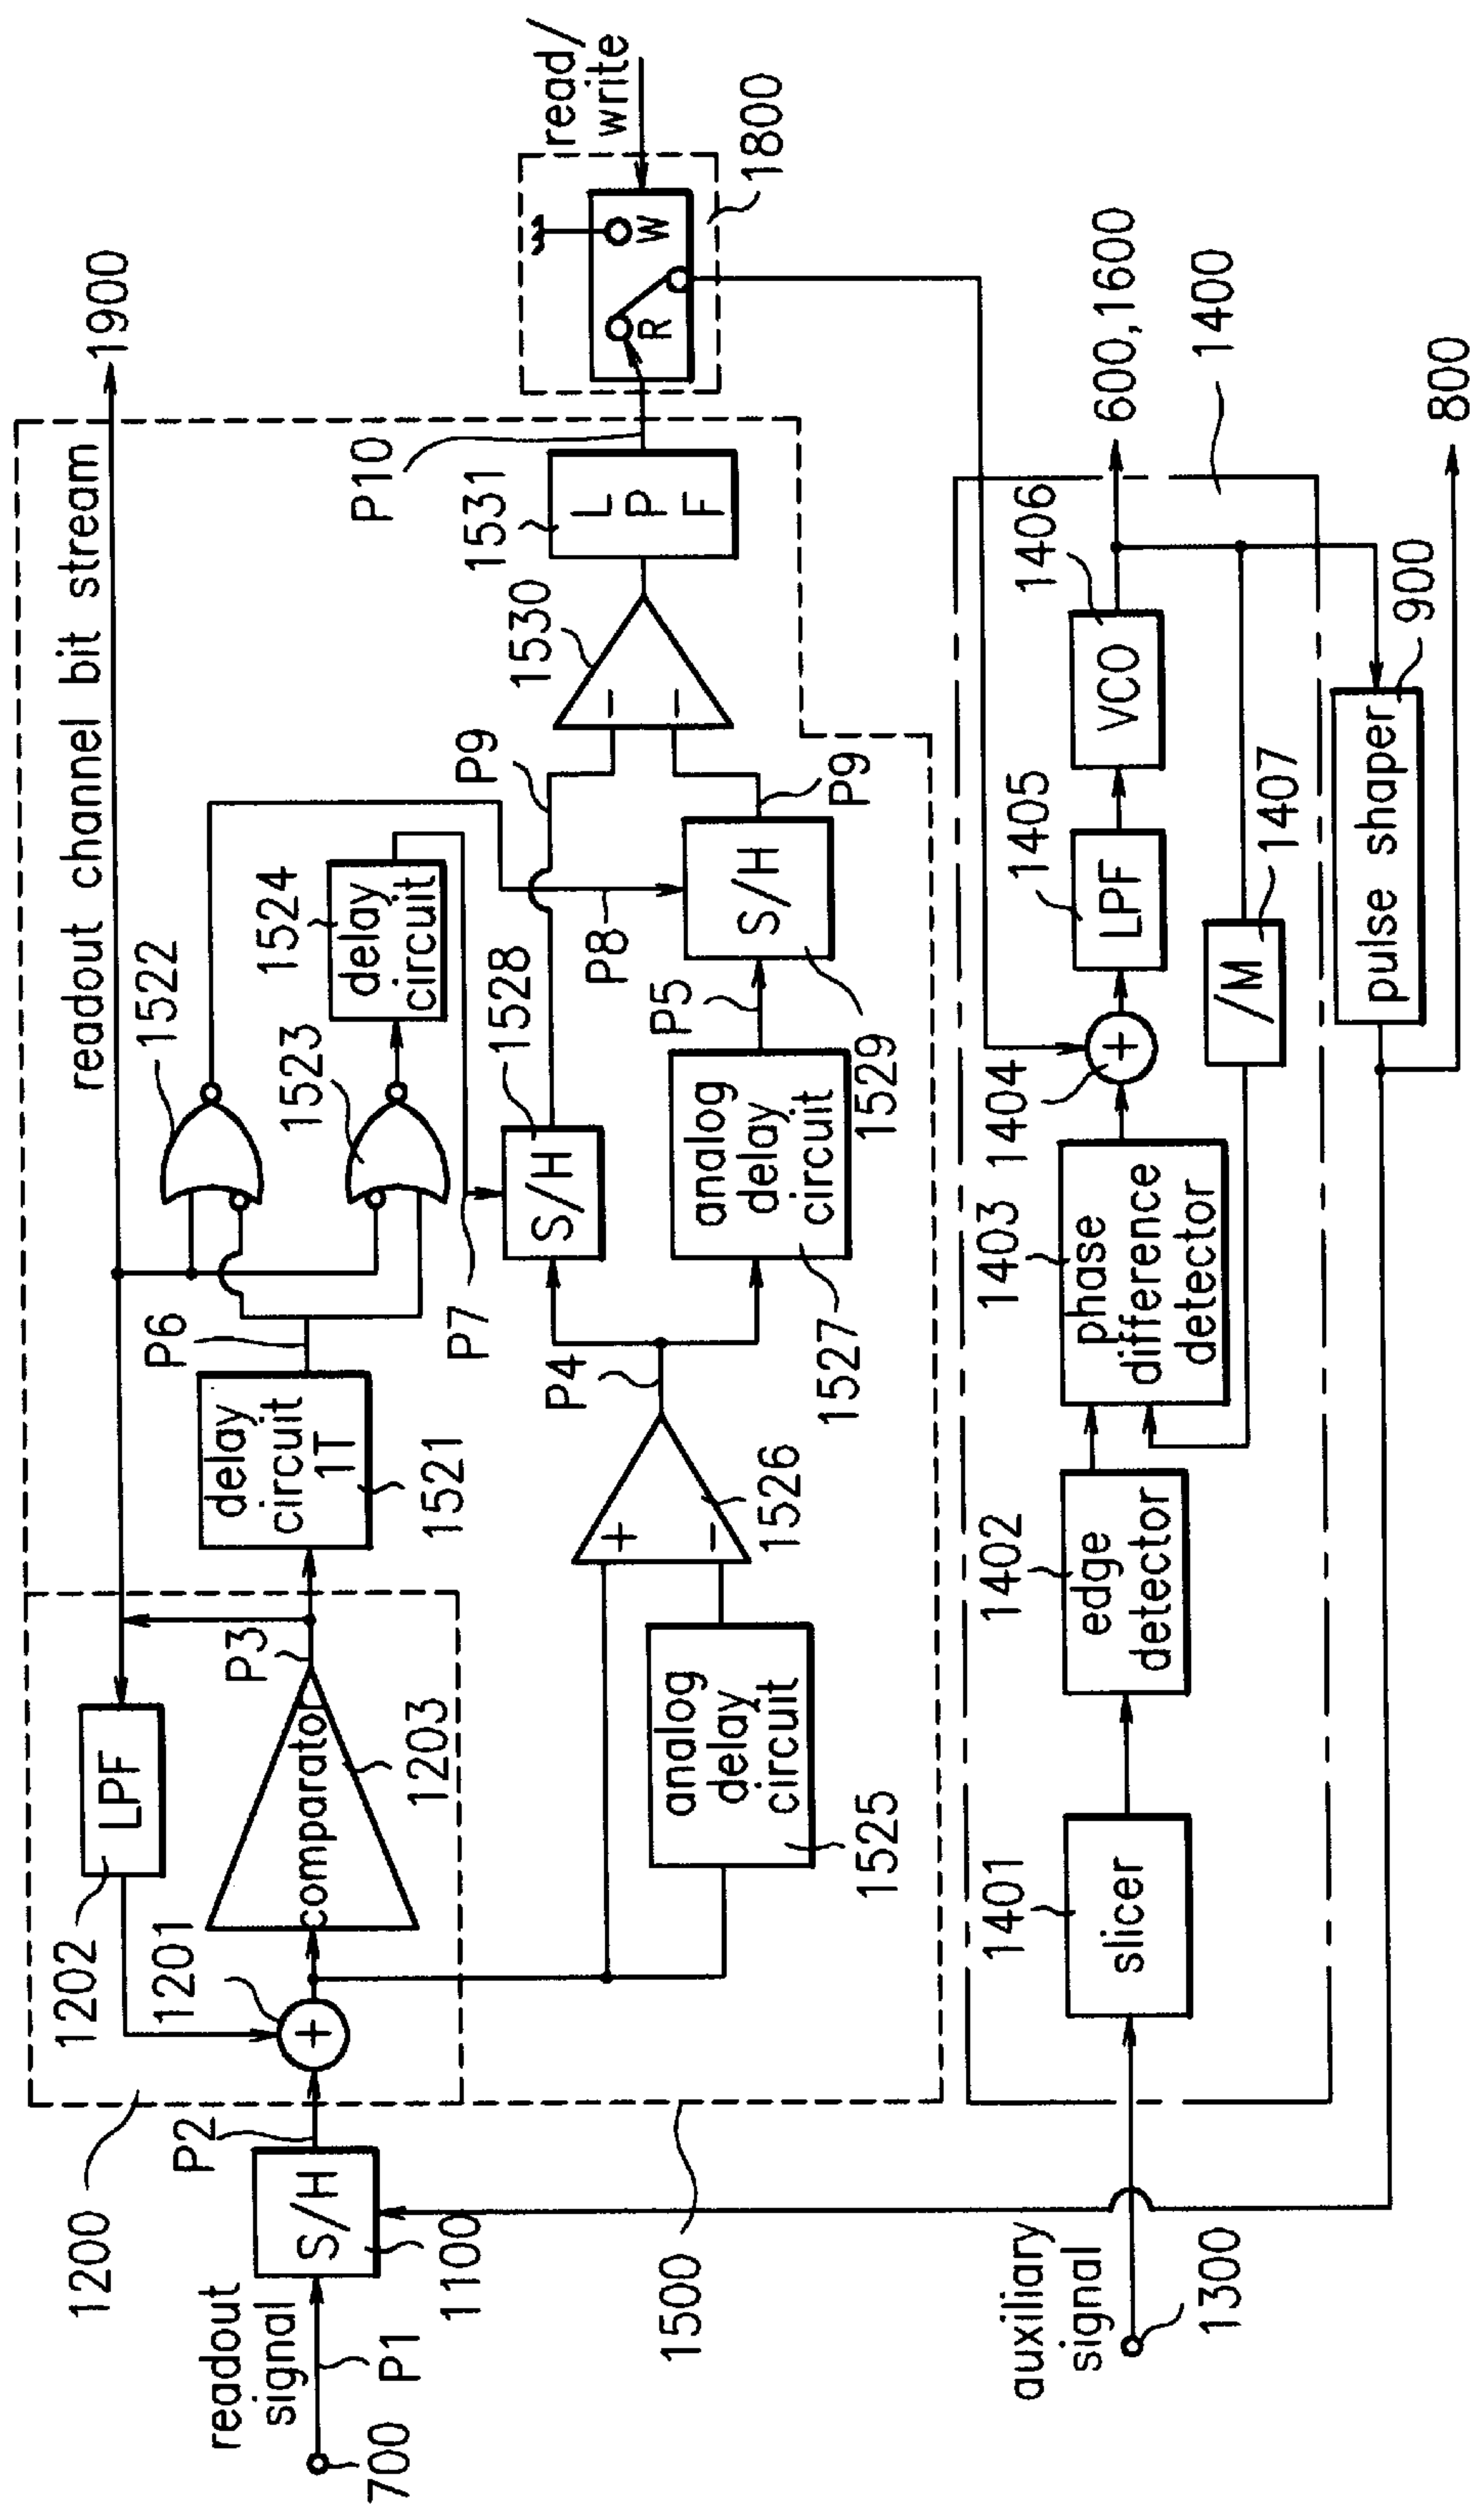 readout
signal
700
P1
S/H
1100
P2
1200
+
1201
LPF
1202
comparator
1203
P3
readout channel bit stream
1900
delay
circuit
1T
1521
P6
1522
1523
delay
circuit
1524
analog
delay
circuit
1525
+
−
1526
P4
P7
S/H
1528
analog
delay
circuit
1527
P5
P8
S/H
1529
P9
P9
−
−
1530
LPF
1531
P10
R
W
read/
write
1800
1500
auxiliary
signal
1300
slicer
1401
edge
detector
1402
phase
difference
detector
1403
+
1404
LPF
1405
VCO
1406
/M
1407
600,1600
1400
pulse shaper
900
800